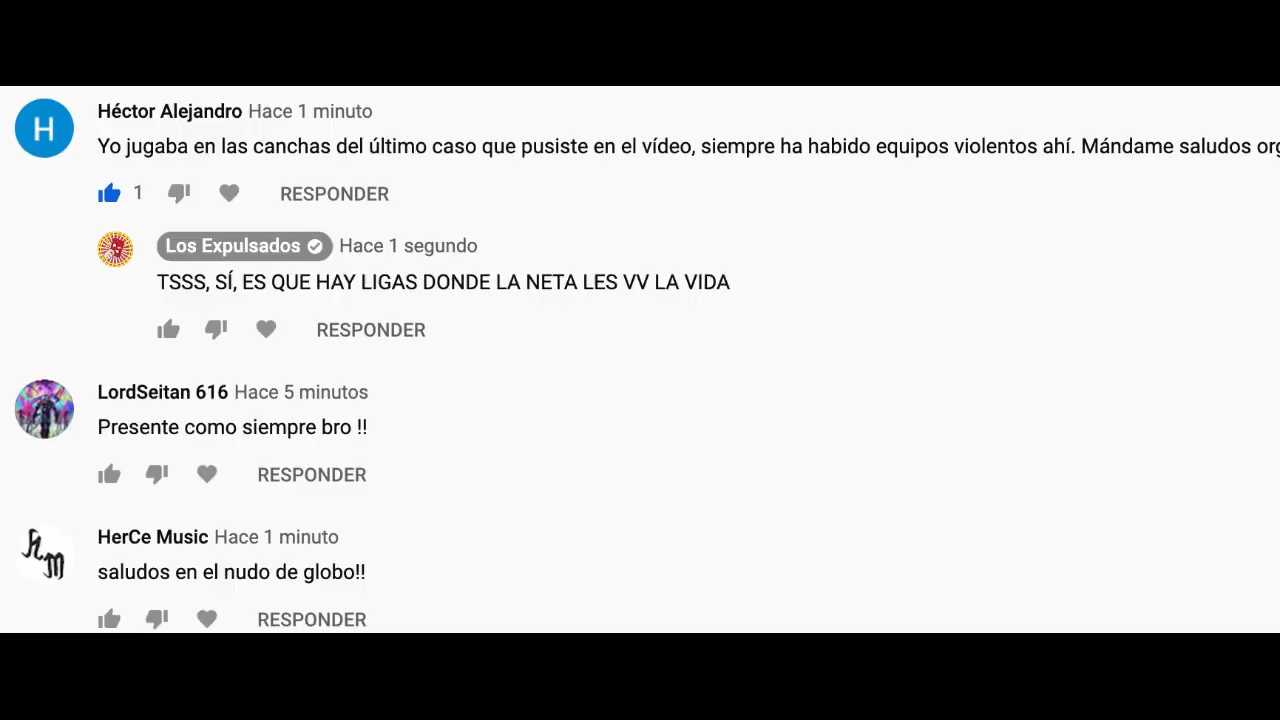 H
Héctor Alejandro Hace 1 minuto
Yo jugaba en las canchas del último caso que pusiste en el vídeo, siempre ha habido equipos violentos ahí. Mándame saludos
1 RESPONDER
Los Expulsados Hace 1 segundo
TSSS, SÍ, ES QUE HAY LIGAS DONDE LA NETA LES VV LA VIDA
RESPONDER
LordSeitan 616 Hace 5 minutos
Presente como siempre bro !!
RESPONDER
HM
HerCe Music Hace 1 minuto
saludos en el nudo de globo!!
RESPONDER